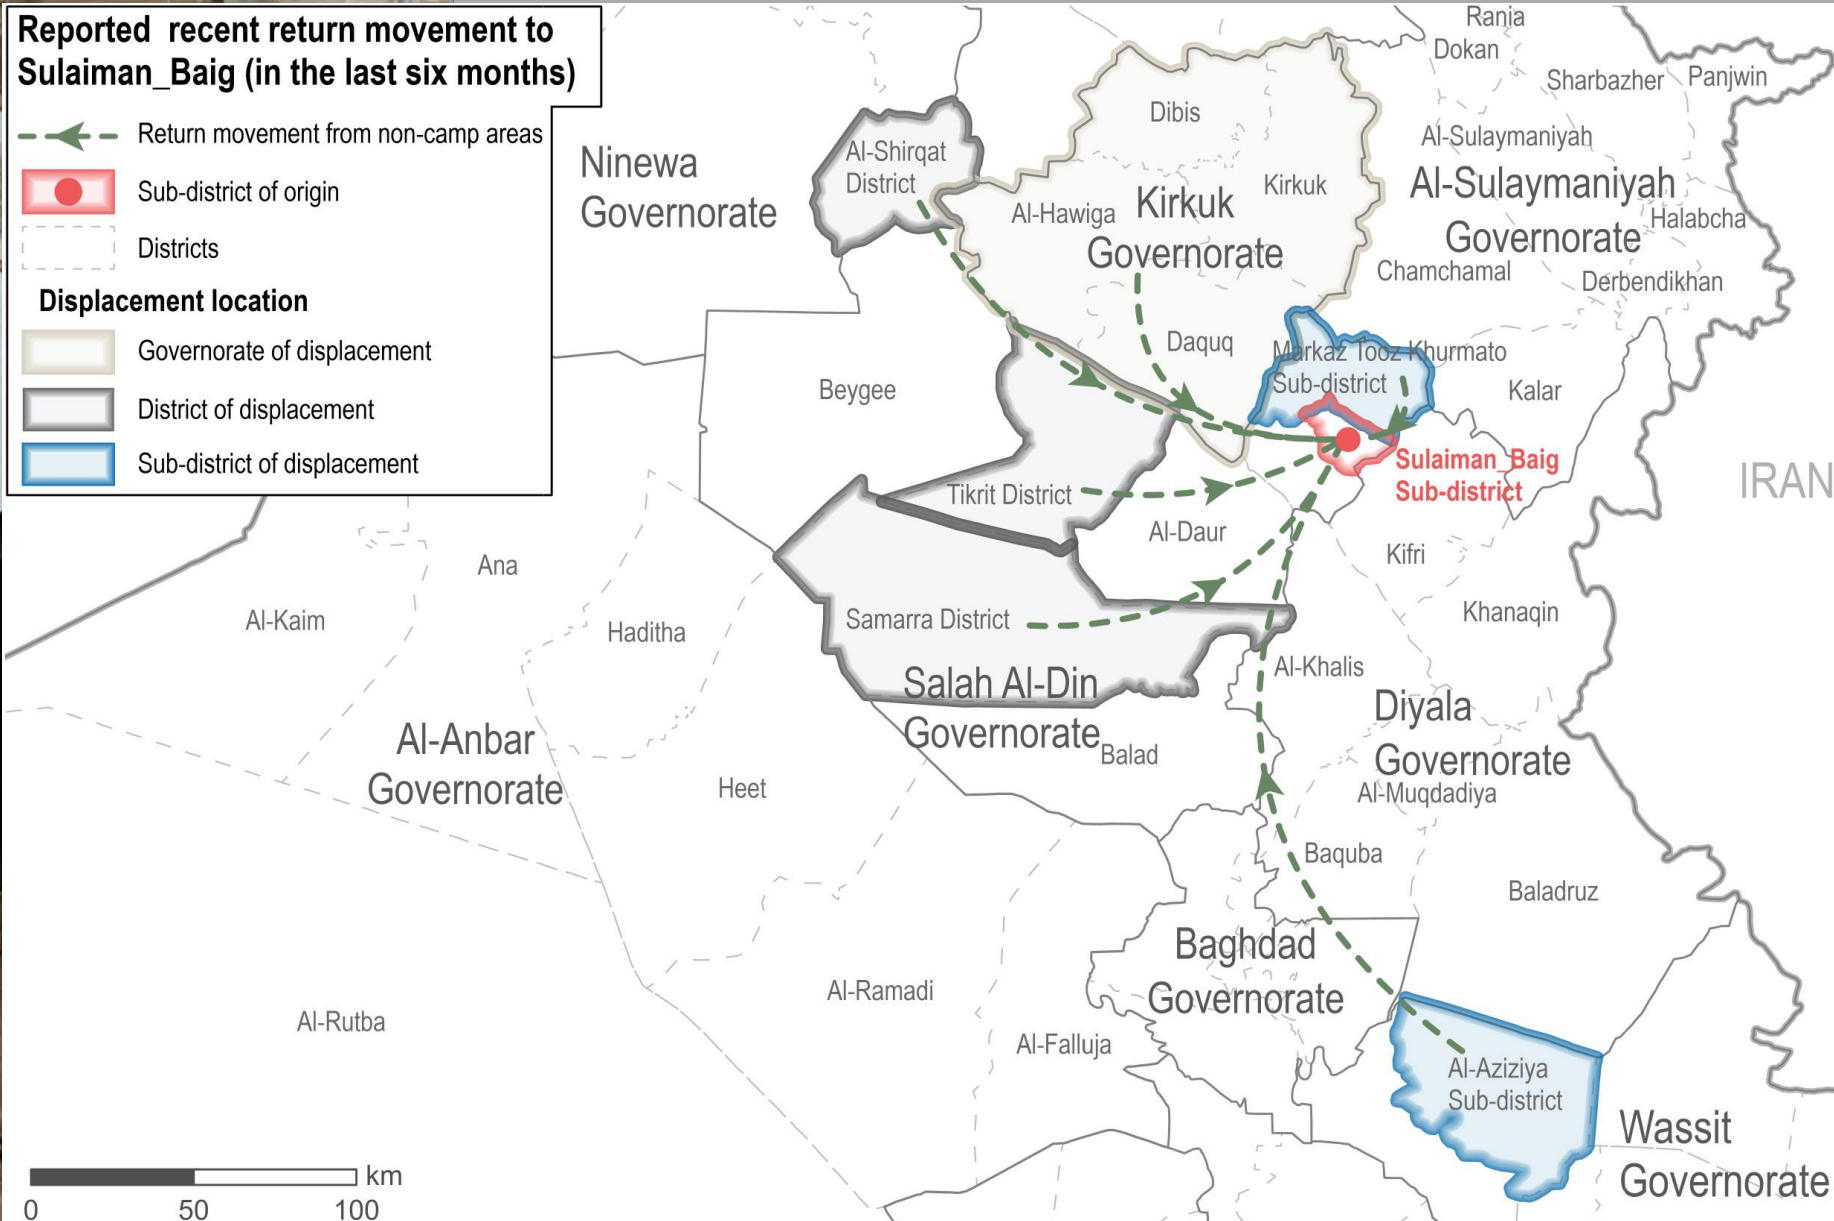 Reported recent return movement to
Sulaiman_Baig (in the last six months)
Return movement from non-camp areas
Sub-district of origin
Districts
Displacement location
Governorate of displacement
District of displacement
Sub-district of displacement
Rania
Dokan
Sharbazher
Panjwin
Dibis
Al-Sulaymaniyah
Al-Shirqat
District
Ninewa
Governorate
Kirkuk
Al-Sulaymaniyah
Governorate
Al-Hawiga
Kirkuk
Governorate
Halabcha
Chamchamal
Derbendikhan
Daquq
Markaz Tooz Khurmato
Sub-district
Beygee
Kalar
Sulaiman_Baig
Sub-district
IRAN
Tikrit District
Al-Daur
Kifri
Ana
Al-Kaim
Haditha
Samarra District
Khanaqin
Al-Khalis
Salah Al-Din
Governorate
Diyala
Governorate
Al-Anbar
Governorate
Balad
Heet
Al-Muqdadiya
Baquba
Baladruz
Baghdad
Governorate
Al-Ramadi
Al-Rutba
Al-Falluja
Al-Aziziya
Sub-district
Wassit
Governorate
km
0 50 100